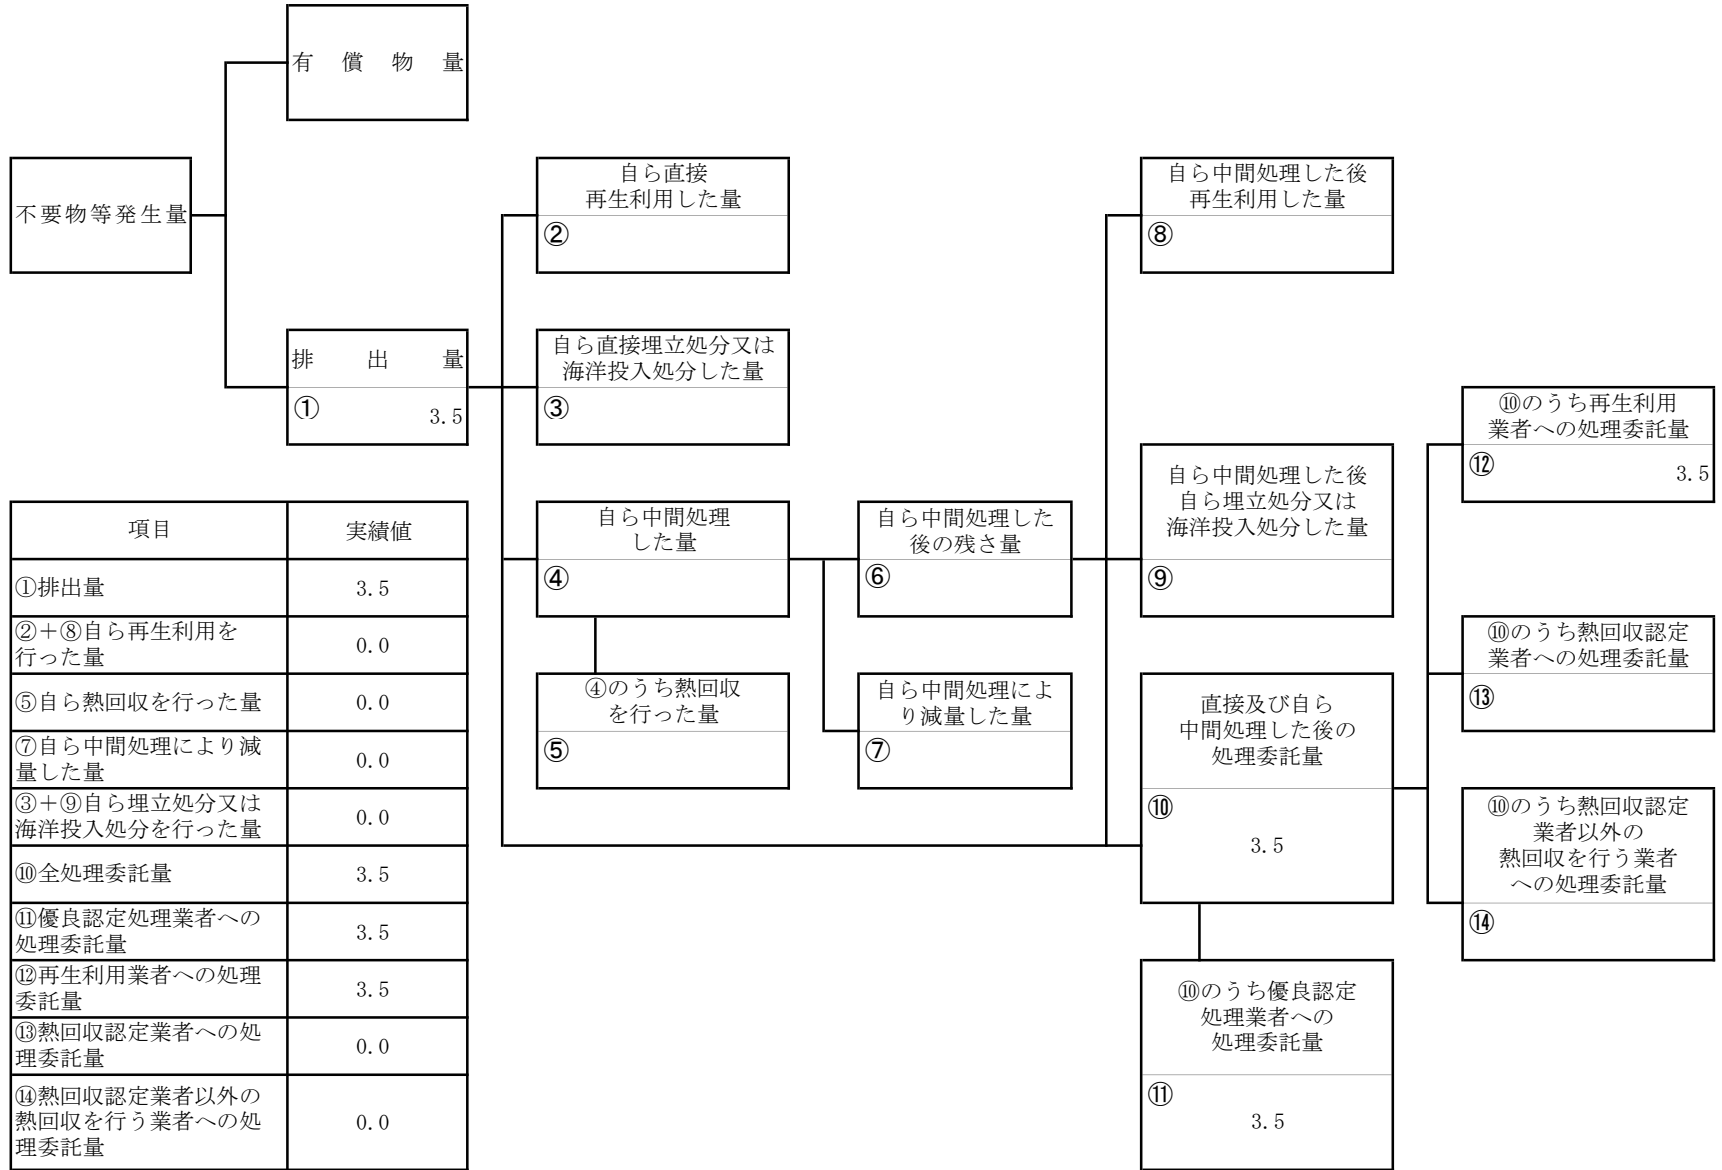 有償物量
不要物等発生量
排出量
① 3.5
自ら直接
再生利用した量
②
自ら直接埋立処分又は
海洋投入処分した量
③
自ら中間処理
した量
④
④のうち熱回収
を行った量
⑤
自ら中間処理した
後の残さ量
⑥
自ら中間処理によ
り減量した量
⑦
自ら中間処理した後
再生利用した量
⑧
自ら中間処理した後
自ら埋立処分又は
海洋投入処分した量
⑨
直接及び自ら
中間処理した後の
処理委託量
⑩
3.5
⑩のうち優良認定
処理業者への
処理委託量
⑪
3.5
⑩のうち再生利用
業者への処理委託量
⑫ 3.5
⑩のうち熱回収認定
業者への処理委託量
⑬
⑩のうち熱回収認定
業者以外の
熱回収を行う業者
への処理委託量
⑭
項目 実績値
①排出量 3.5
②＋⑧自ら再生利用を
行った量 0.0
⑤自ら熱回収を行った量 0.0
⑦自ら中間処理により減
量した量 0.0
③＋⑨自ら埋立処分又は
海洋投入処分を行った量 0.0
⑩全処理委託量 3.5
⑪優良認定処理業者への
処理委託量 3.5
⑫再生利用業者への処理
委託量 3.5
⑬熱回収認定業者への処
理委託量 0.0
⑭熱回収認定業者以外の
熱回収を行う業者への処
理委託量 0.0